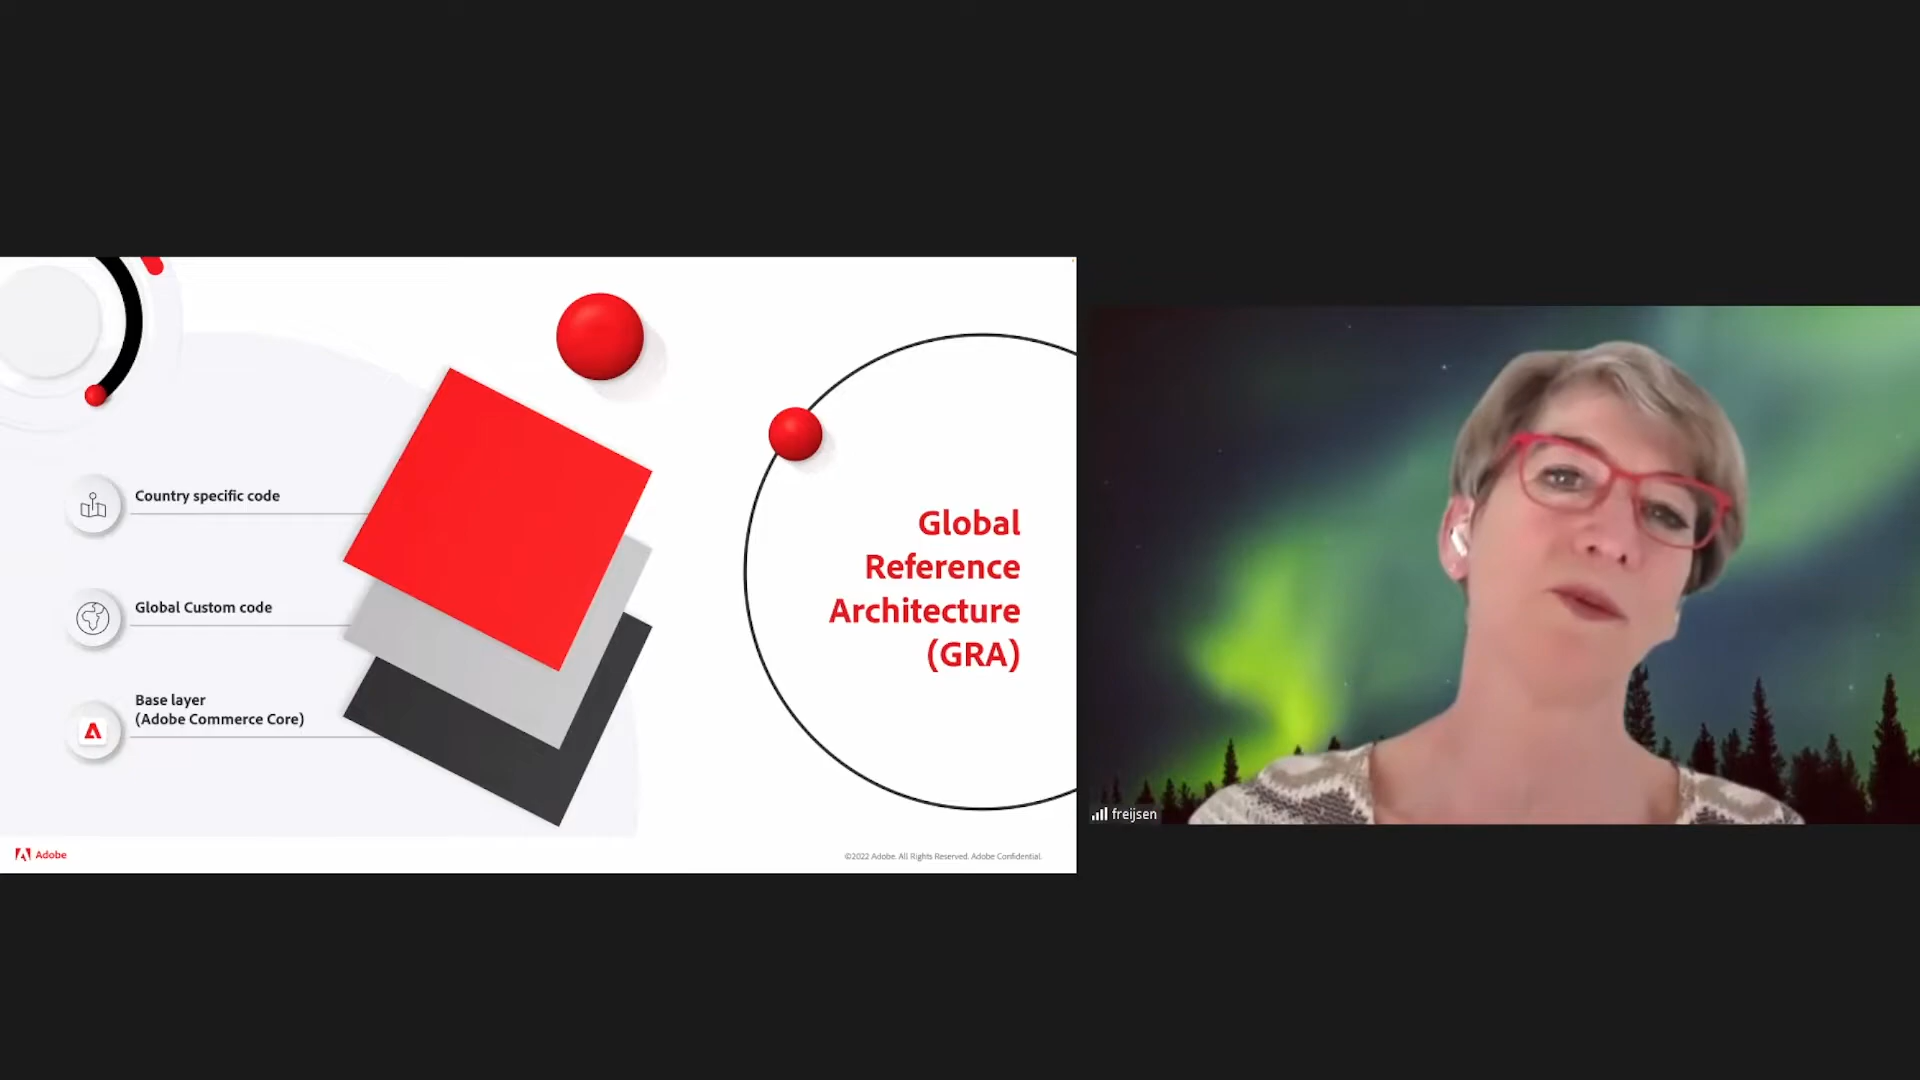 Country specific code
Global Custom code
Base layer
(Adobe Commerce Core)
Global
Reference
Architecture
(GRA)
Adobe
©2022 Adobe. All Rights Reserved. Adobe Confidential.
freijsen